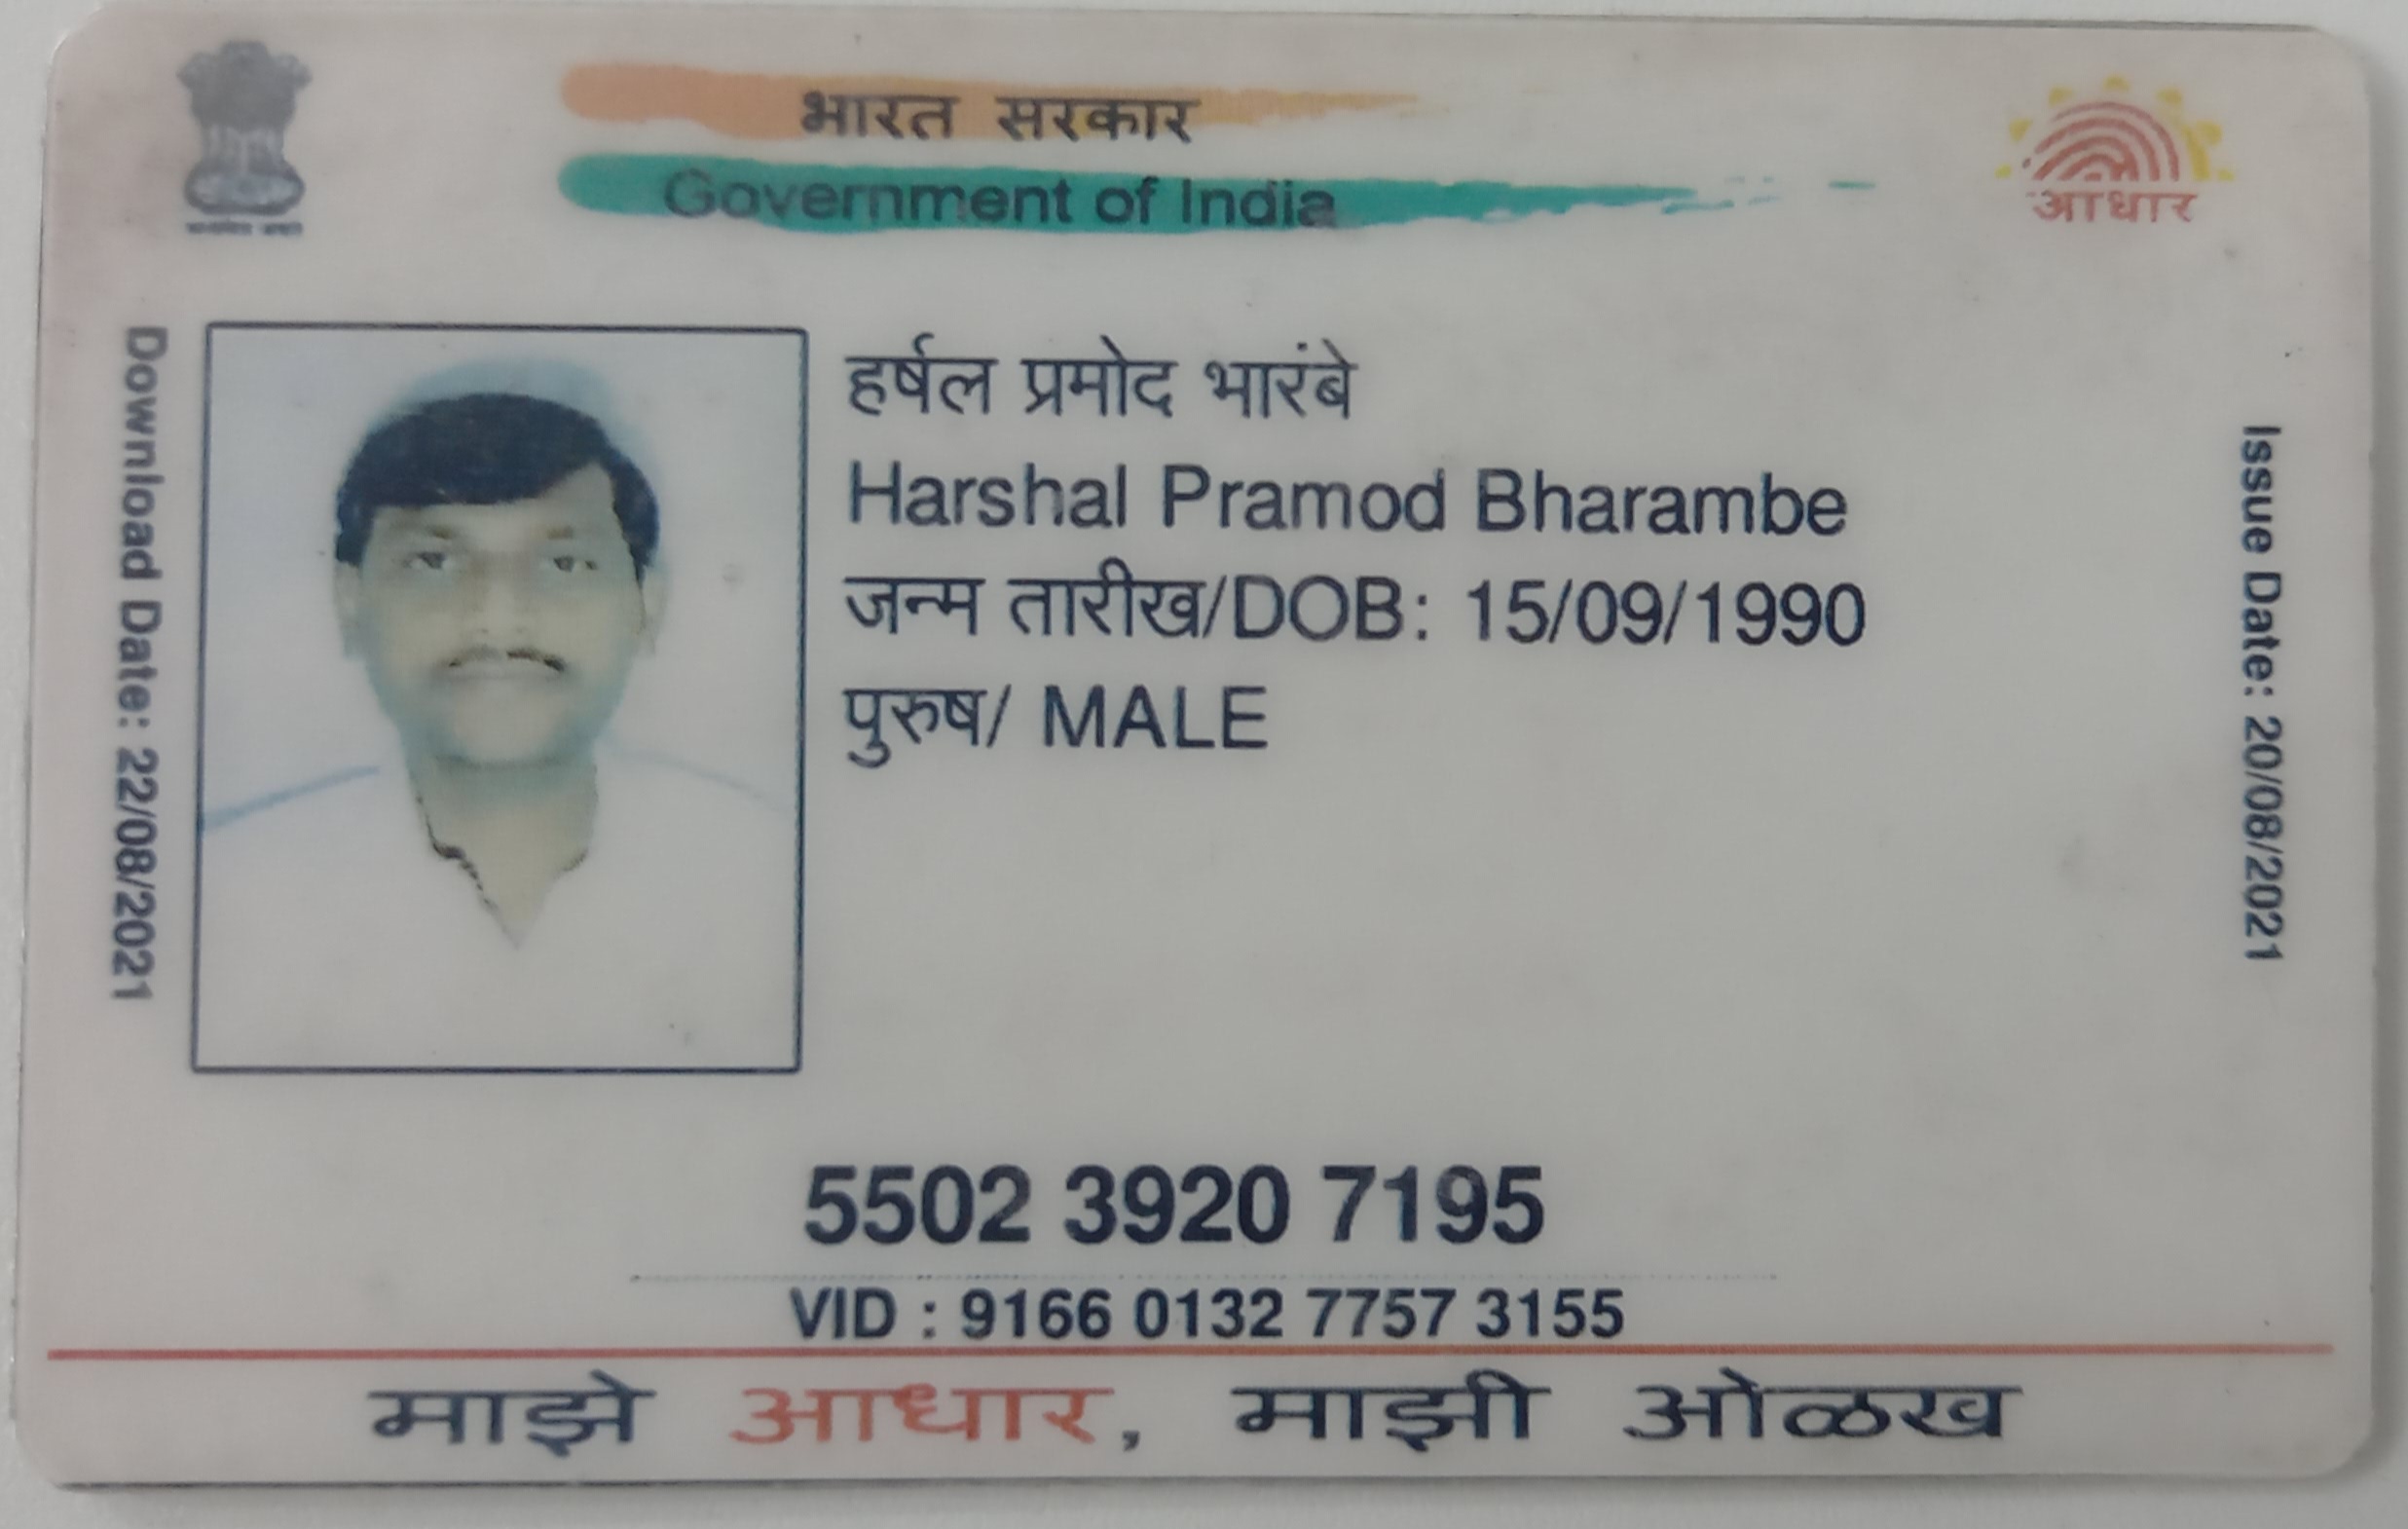 भारत सरकार
Government of India
आधार
Download Date: 22/08/2021
हर्षल प्रमोद भारंबे
Harshal Pramod Bharambe
जन्म तारीख/DOB: 15/09/1990
पुरुष/ MALE
Issue Date: 20/08/2021
5502 3920 7195
VID : 9166 0132 7757 3155
माझे आधार, माझी ओळख